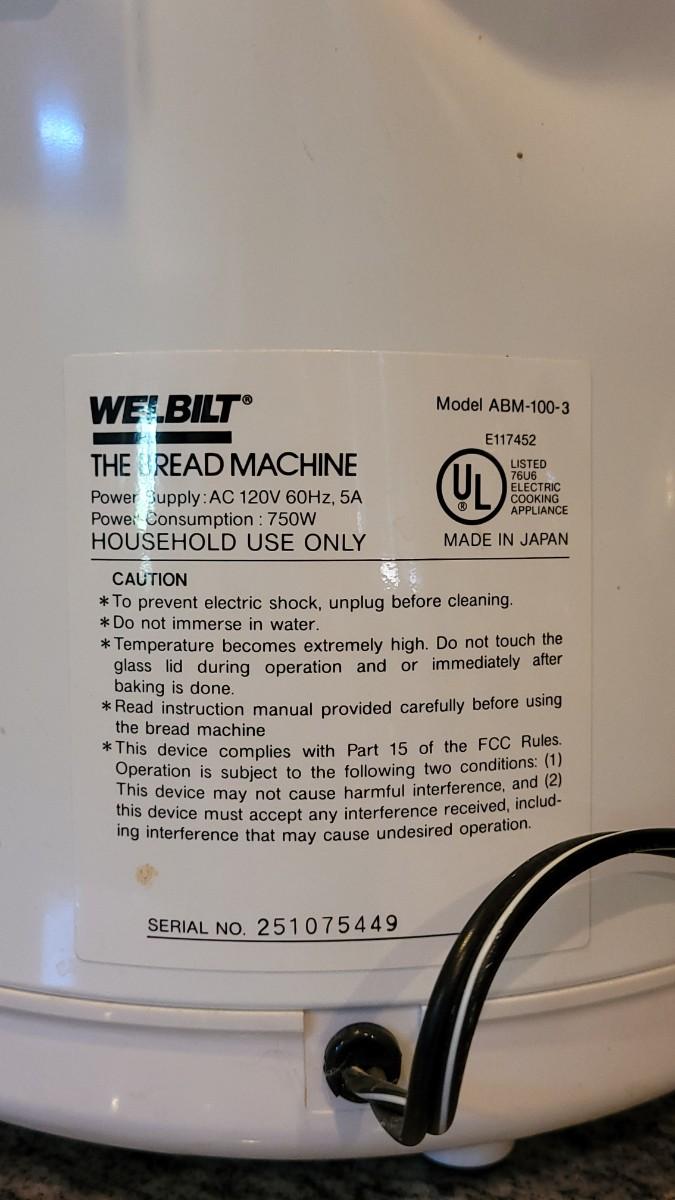 WELBILT®
Model ABM-100-3
E117452
THE BREAD MACHINE
UL®
LISTED
76U6
ELECTRIC
COOKING
APPLIANCE
Power Supply : AC 120V 60Hz, 5A
Power Consumption : 750W
HOUSEHOLD USE ONLY
MADE IN JAPAN
CAUTION
*To prevent electric shock, unplug before cleaning.
*Do not immerse in water.
*Temperature becomes extremely high. Do not touch the
glass lid during operation and or immediately after
baking is done.
*Read instruction manual provided carefully before using
the bread machine
*This device complies with Part 15 of the FCC Rules.
Operation is subject to the following two conditions: (1)
This device may not cause harmful interference, and (2)
this device must accept any interference received, includ-
ing interference that may cause undesired operation.
SERIAL NO. 251075449